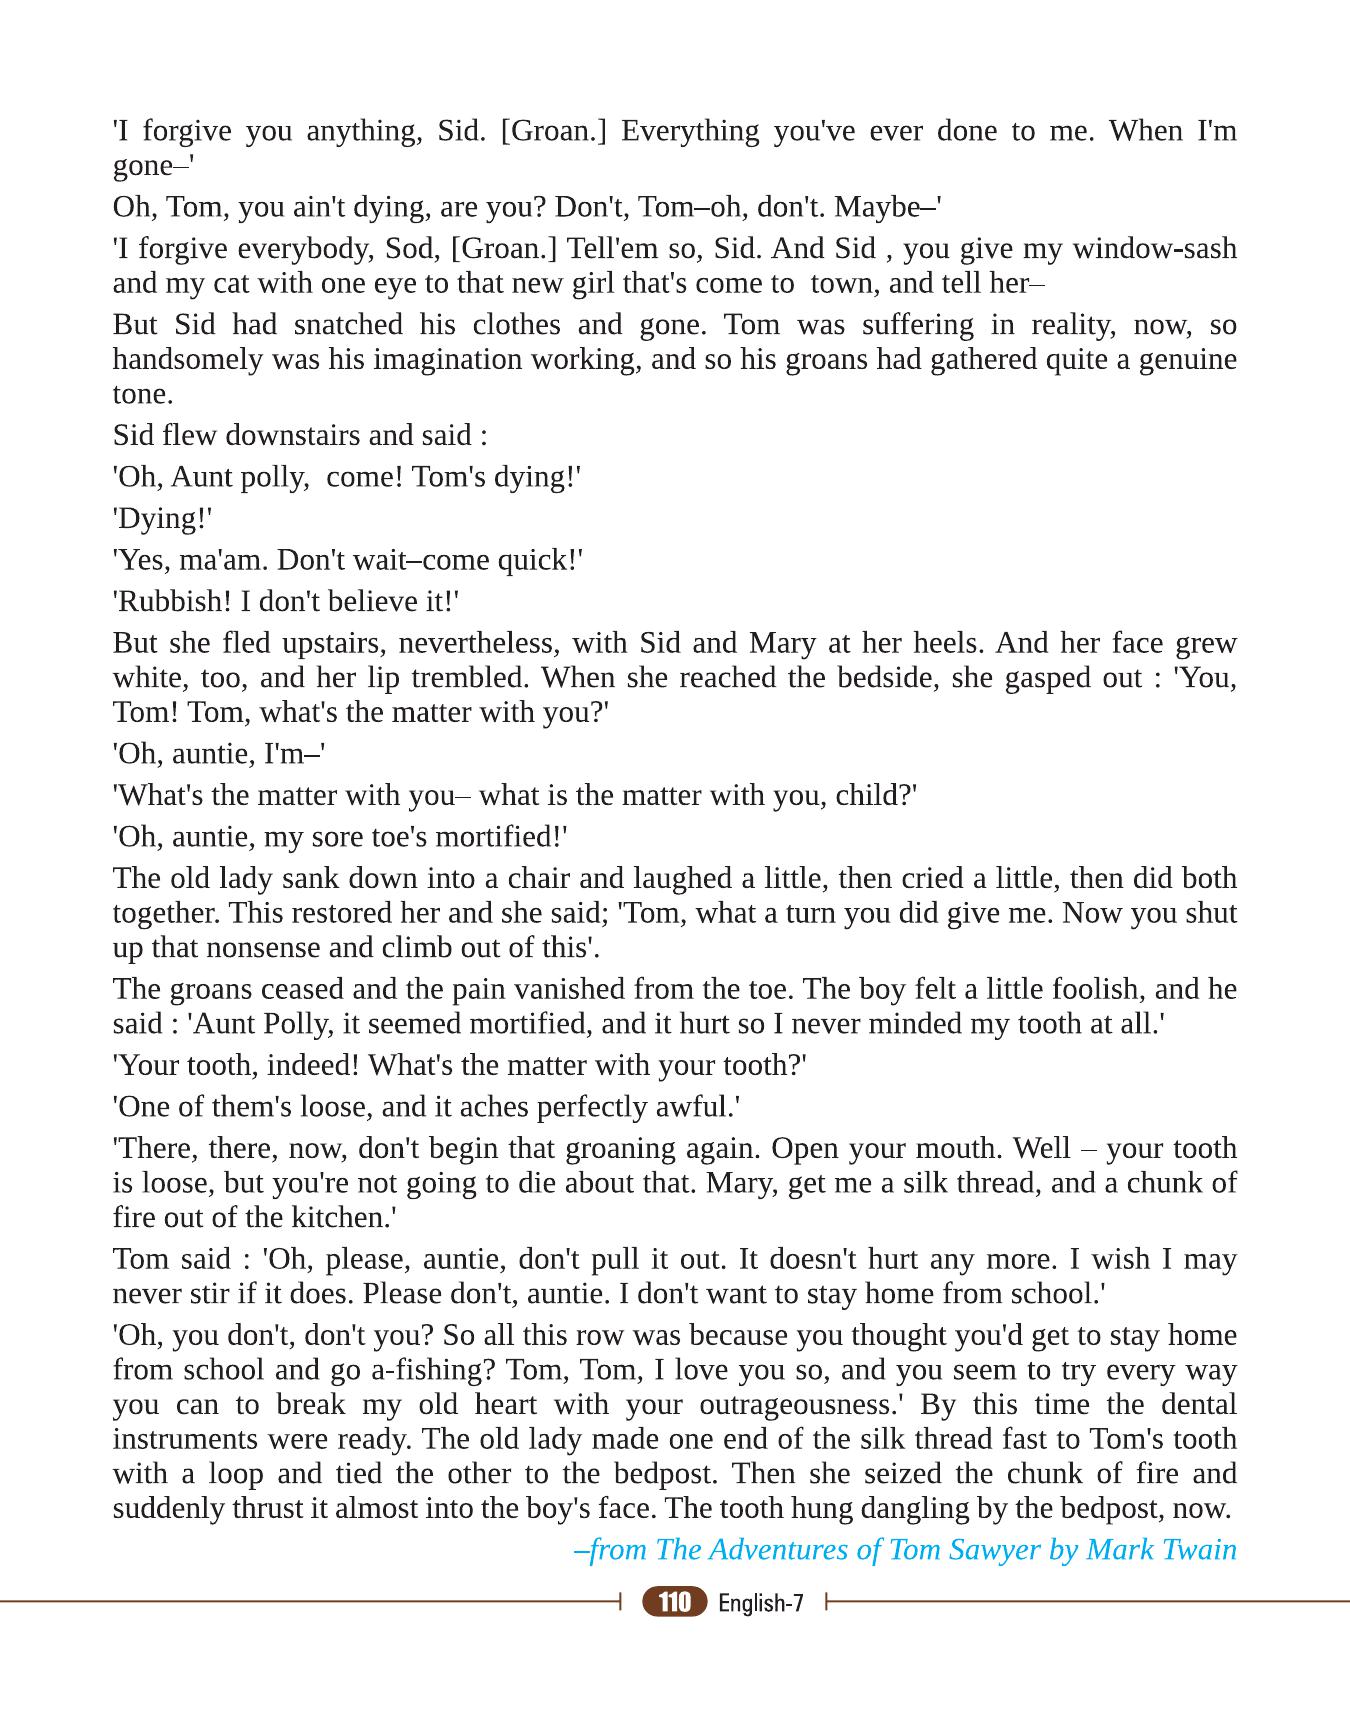 'I forgive you anything, Sid. [Groan.] Everything you've ever done to me. When I'm
gone–'
Oh, Tom, you ain't dying, are you? Don't, Tom–oh, don't. Maybe–'
'I forgive everybody, Sod, [Groan.] Tell'em so, Sid. And Sid , you give my window-sash
and my cat with one eye to that new girl that's come to  town, and tell her–
But Sid had snatched his clothes and gone. Tom was suffering in reality, now, so
handsomely was his imagination working, and so his groans had gathered quite a genuine
tone.
Sid flew downstairs and said :
'Oh, Aunt polly,  come! Tom's dying!'
'Dying!'
'Yes, ma'am. Don't wait–come quick!'
'Rubbish! I don't believe it!'
But she fled upstairs, nevertheless, with Sid and Mary at her heels. And her face grew
white, too, and her lip trembled. When she reached the bedside, she gasped out : 'You,
Tom! Tom, what's the matter with you?'
'Oh, auntie, I'm–'
'What's the matter with you– what is the matter with you, child?'
'Oh, auntie, my sore toe's mortified!'
The old lady sank down into a chair and laughed a little, then cried a little, then did both
together. This restored her and she said; 'Tom, what a turn you did give me. Now you shut
up that nonsense and climb out of this'.
The groans ceased and the pain vanished from the toe. The boy felt a little foolish, and he
said : 'Aunt Polly, it seemed mortified, and it hurt so I never minded my tooth at all.'
'Your tooth, indeed! What's the matter with your tooth?'
'One of them's loose, and it aches perfectly awful.'
'There, there, now, don't begin that groaning again. Open your mouth. Well – your tooth
is loose, but you're not going to die about that. Mary, get me a silk thread, and a chunk of
fire out of the kitchen.'
Tom said : 'Oh, please, auntie, don't pull it out. It doesn't hurt any more. I wish I may
never stir if it does. Please don't, auntie. I don't want to stay home from school.'
'Oh, you don't, don't you? So all this row was because you thought you'd get to stay home
from school and go a-fishing? Tom, Tom, I love you so, and you seem to try every way
you can to break my old heart with your outrageousness.' By this time the dental
instruments were ready. The old lady made one end of the silk thread fast to Tom's tooth
with a loop and tied the other to the bedpost. Then she seized the chunk of fire and
suddenly thrust it almost into the boy's face. The tooth hung dangling by the bedpost, now.
–from The Adventures of Tom Sawyer by Mark Twain
110 English-7